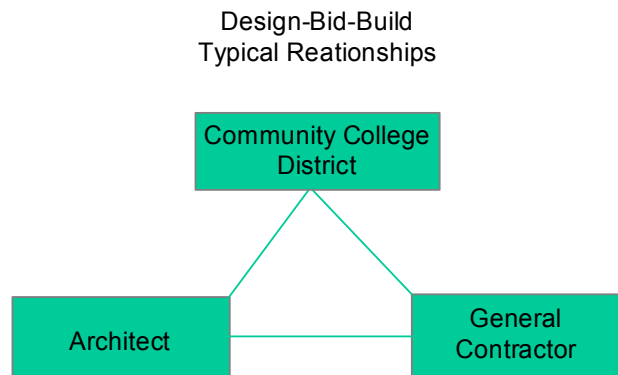 Design-Bid-Build
Typical Reationships
Community College
District
Architect
General
Contractor